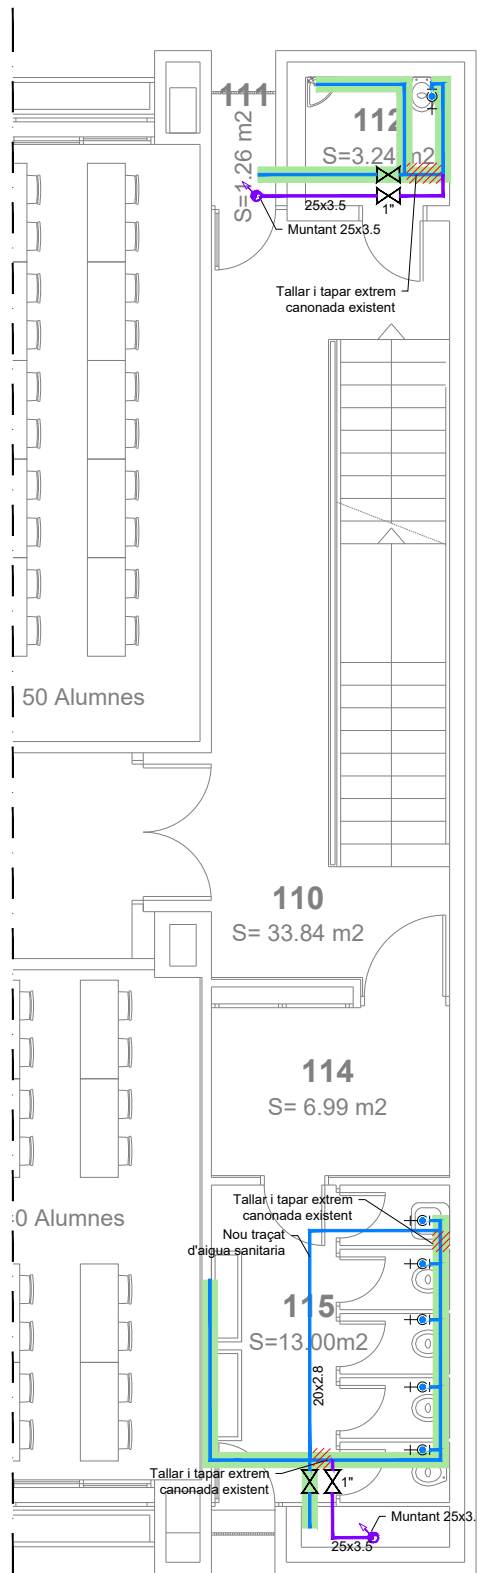 111
S=1.26 m2
112
S=3.24 m2
25x3.5
1"
Muntant 25x3.5
Tallar i tapar extrem
canonada existent
50 Alumnes
110
S= 33.84 m2
114
S= 6.99 m2
Tallar i tapar extrem
canonada existent
Nou traçat
d'aigua sanitaria
0 Alumnes
115
S=13.00m2
20x2.8
Tallar i tapar extrem
canonada existent
1"
Muntant 25x3.
25x3.5